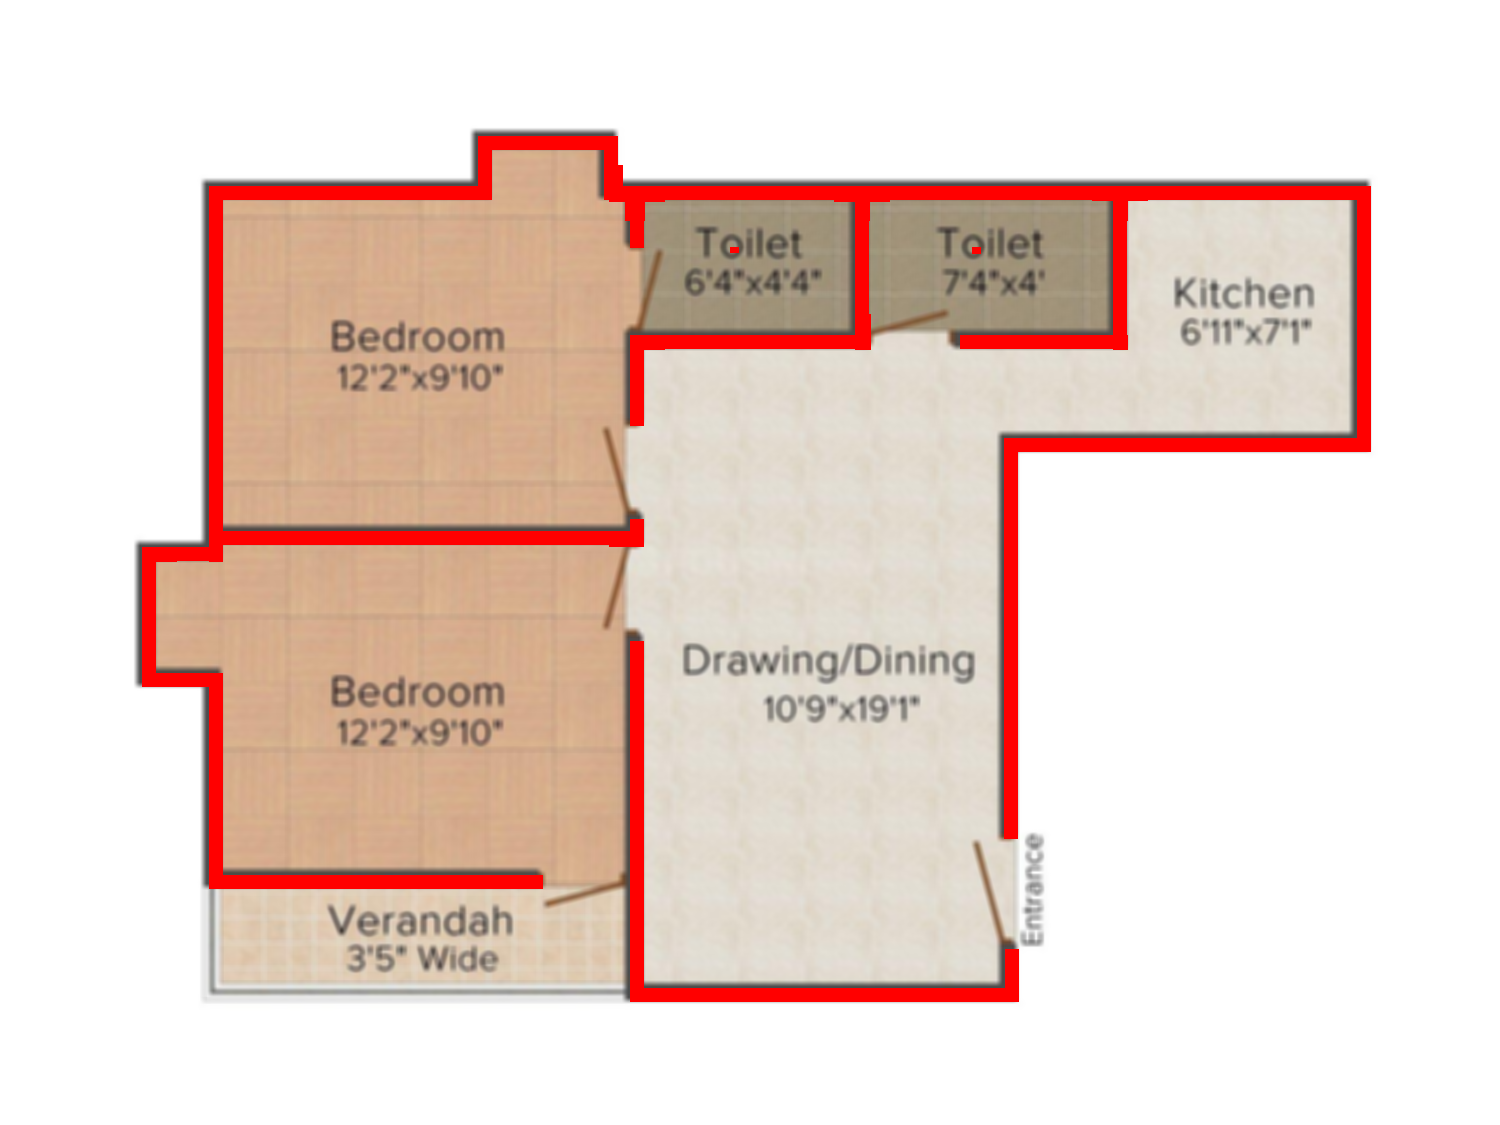 Toilet
6'4"x4'4"
Toilet
7'4"x4'
Kitchen
6'11"x7'1"
Bedroom
12'2"x9'10"
Drawing/Dining
10'9"x19'1"
Bedroom
12'2"x9'10"
Entrance
Verandah
3'5" Wide